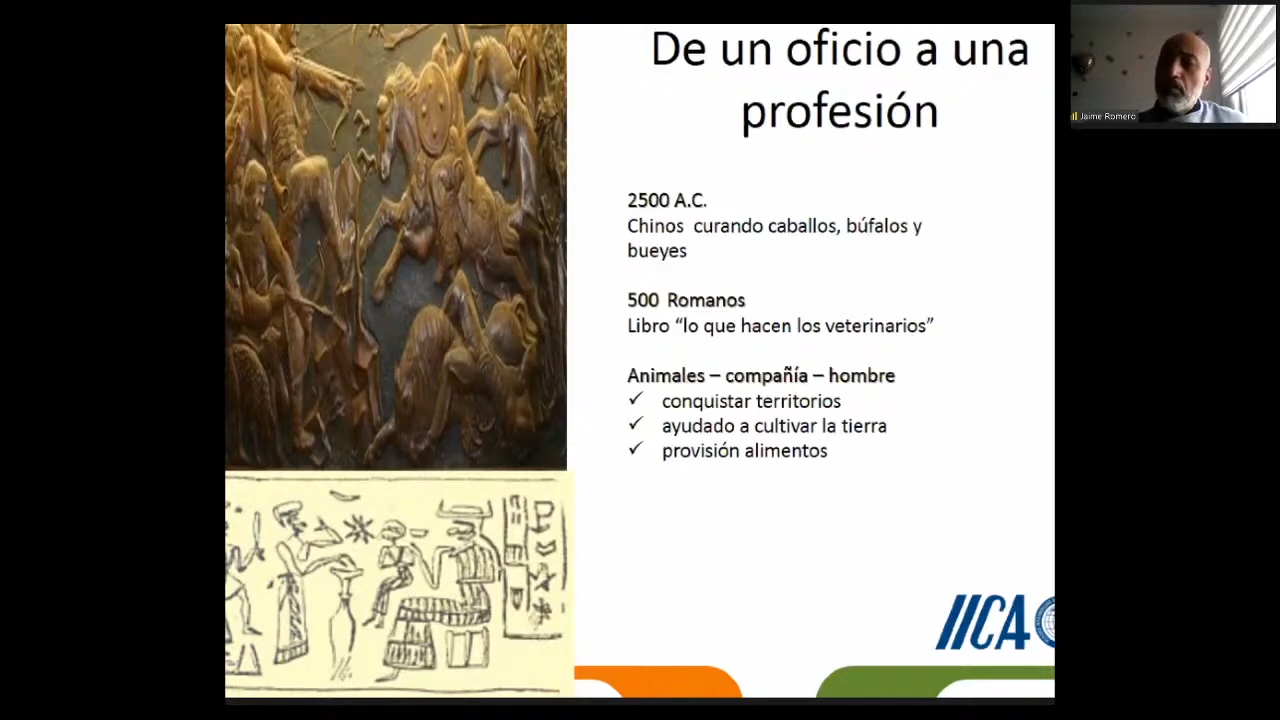 De un oficio a una
profesión
2500 A.C.
Chinos curando caballos, búfalos y
bueyes
500 Romanos
Libro “lo que hacen los veterinarios”
Animales – compañía – hombre
✓ conquistar territorios
✓ ayudado a cultivar la tierra
✓ provisión alimentos
IICA
Jaime Romero